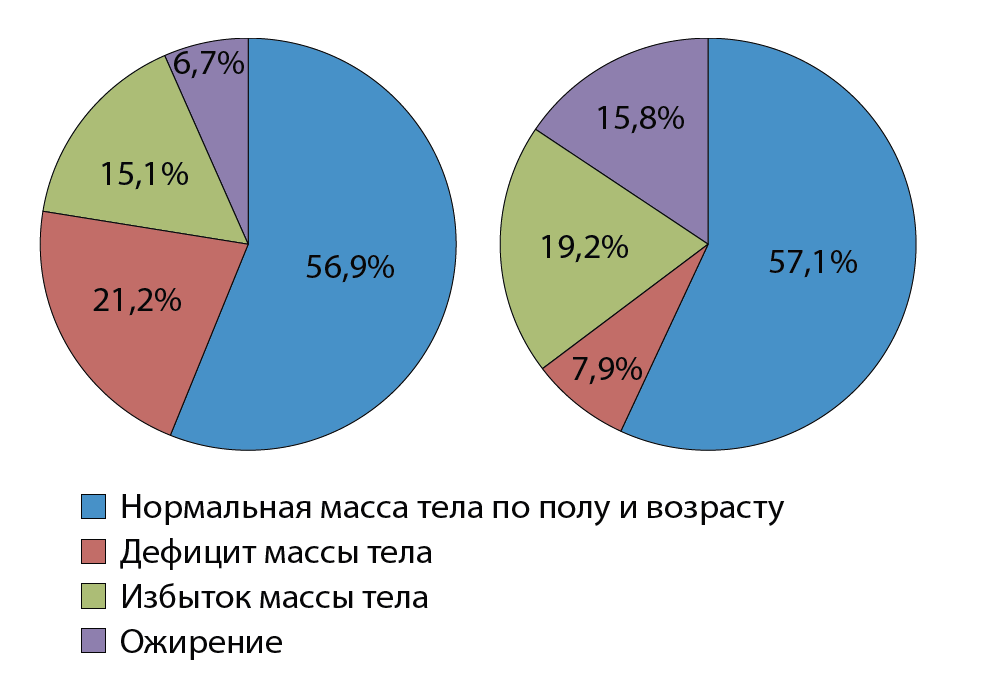 6,7%
15,1%
56,9%
21,2%
15,8%
19,2%
57,1%
7,9%
Нормальная масса тела по полу и возрасту
Дефицит массы тела
Избыток массы тела
Ожирение